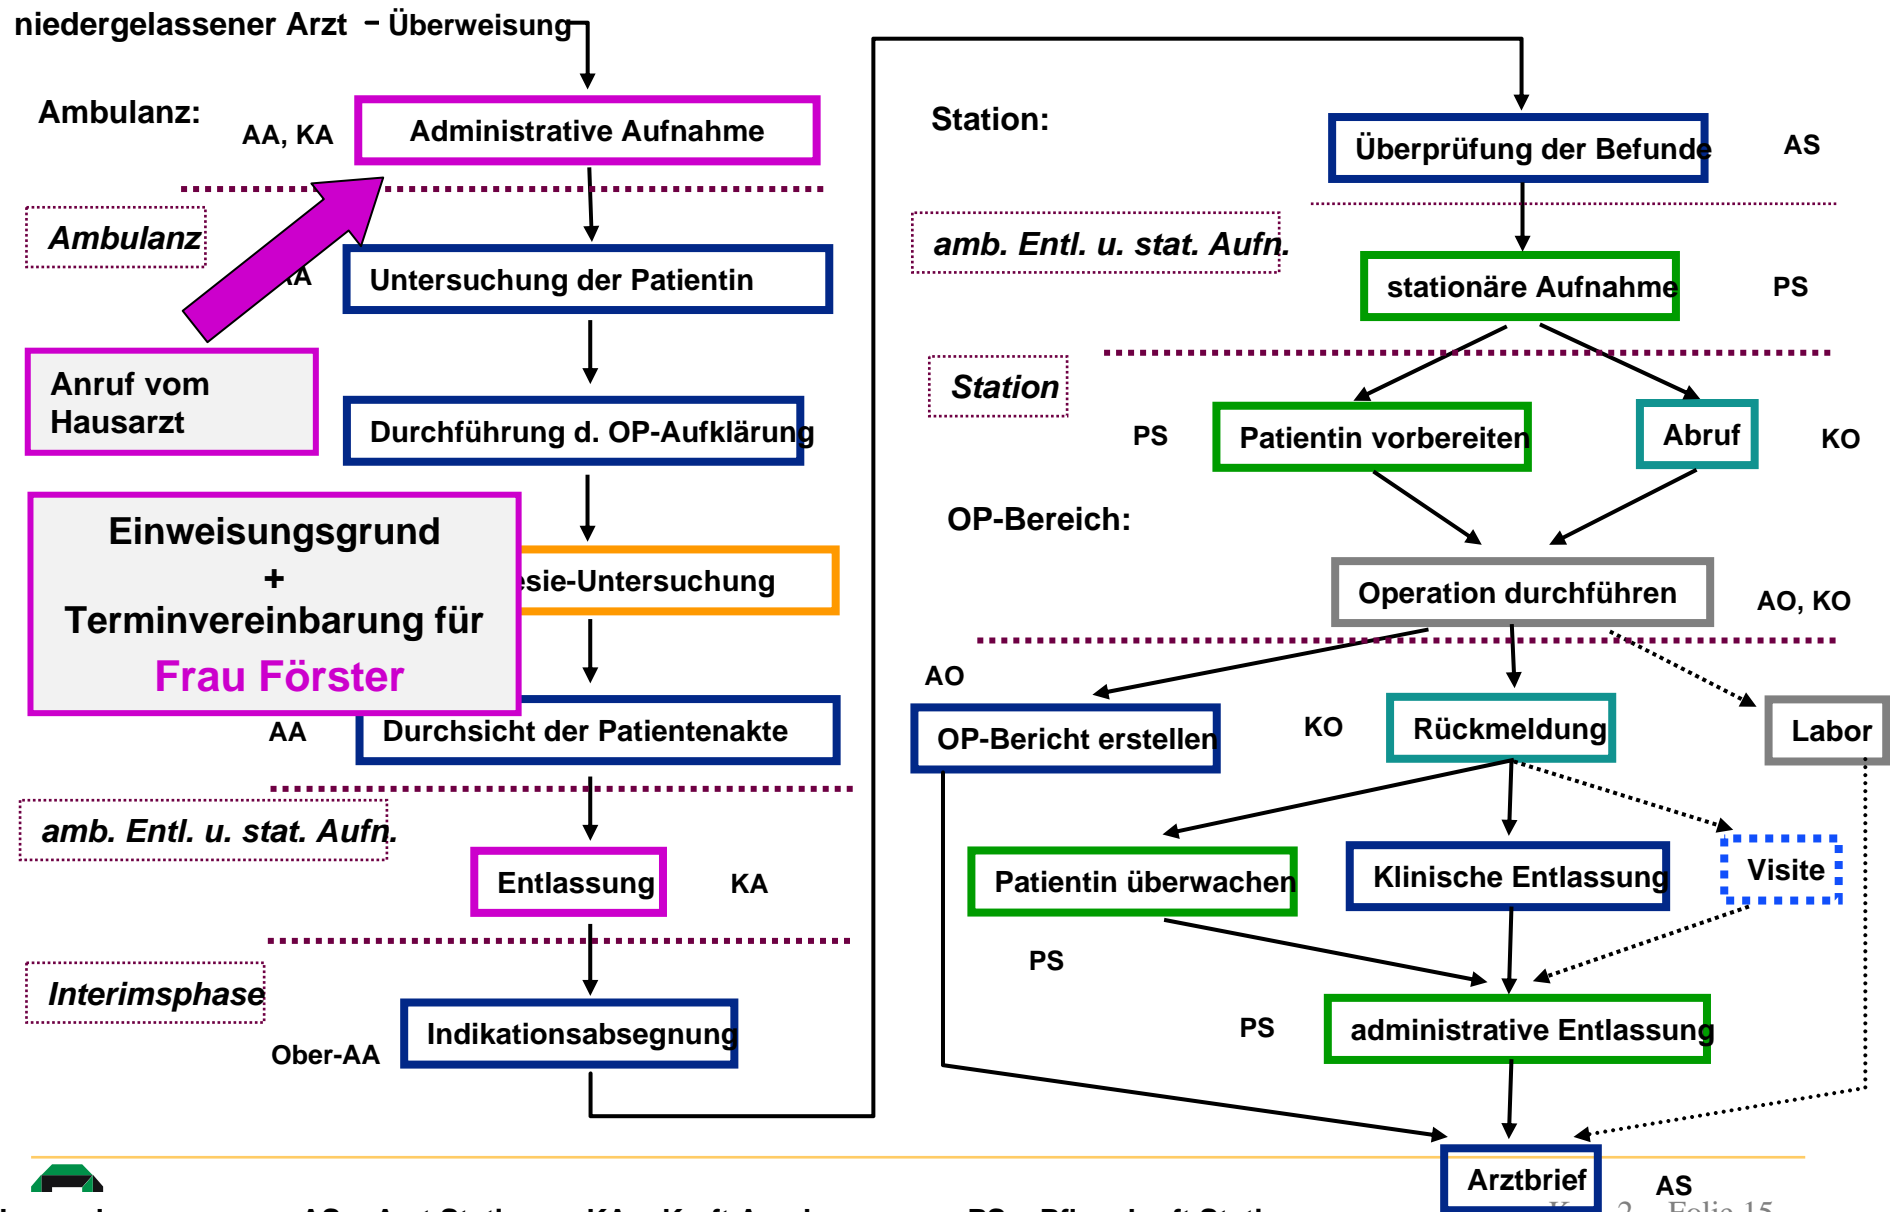 niedergelassener Arzt – Überweisung
Ambulanz:
AA, KA
Administrative Aufnahme
Ambulanz
Untersuchung der Patientin
Anruf vom
Hausarzt
Durchführung d. OP-Aufklärung
Einweisungsgrund
+
Terminvereinbarung für
Frau Förster
esie-Untersuchung
AA
Durchsicht der Patientenakte
amb. Entl. u. stat. Aufn.
Entlassung
KA
Interimsphase
Ober-AA
Indikationsabsegnung
Station:
Überprüfung der Befunde
AS
amb. Entl. u. stat. Aufn.
stationäre Aufnahme
PS
Station
PS
Patientin vorbereiten
Abruf
KO
OP-Bereich:
Operation durchführen
AO, KO
AO
OP-Bericht erstellen
KO
Rückmeldung
Labor
Patientin überwachen
Klinische Entlassung
Visite
PS
PS
administrative Entlassung
Arztbrief
AS
2
Folie 15